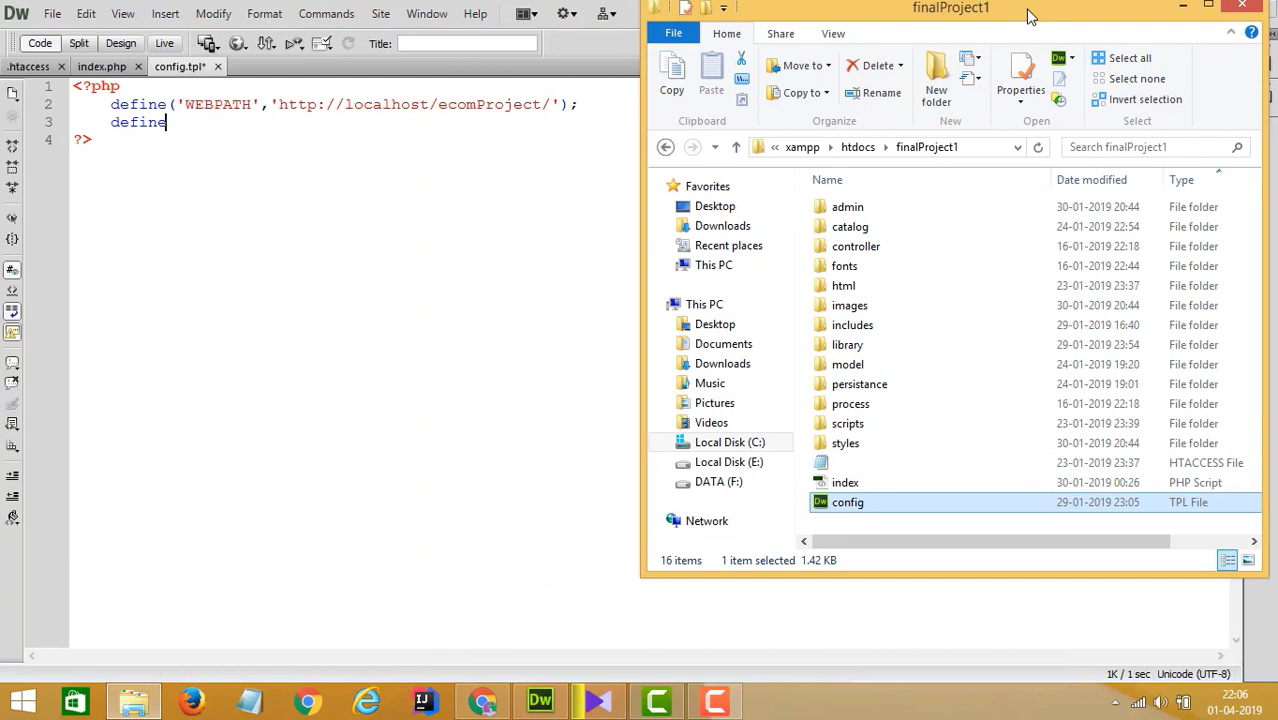 Dw File Edit View Insert Modify Format Commands Site Window Help
Code Split Design Live Title:
.htaccess × index.php × config.tpl* ×
1 <?php
2 define('WEBPATH','http://localhost/ecomProject/');
3 define
4 ?>
1K / 1 sec Unicode (UTF-8)
finalProject1
File Home Share View
Copy Paste Move to Copy to Delete Rename New folder Properties Select all Select none Invert selection
Clipboard Organize New Open Select
« xampp htdocs finalProject1 Search finalProject1
Favorites
Desktop
Downloads
Recent places
This PC
This PC
Desktop
Documents
Downloads
Music
Pictures
Videos
Local Disk (C:)
Local Disk (E:)
DATA (F:)
Network
Name Date modified Type
admin 30-01-2019 20:44 File folder
catalog 24-01-2019 22:54 File folder
controller 16-01-2019 22:18 File folder
fonts 16-01-2019 22:44 File folder
html 23-01-2019 23:37 File folder
images 30-01-2019 20:44 File folder
includes 29-01-2019 16:40 File folder
library 29-01-2019 23:54 File folder
model 24-01-2019 19:20 File folder
persistance 24-01-2019 19:01 File folder
process 16-01-2019 22:18 File folder
scripts 23-01-2019 23:39 File folder
styles 30-01-2019 20:44 File folder
23-01-2019 23:37 HTACCESS File
index 30-01-2019 00:26 PHP Script
Dw config 29-01-2019 23:05 TPL File
16 items 1 item selected 1.42 KB
22:06
01-04-2019